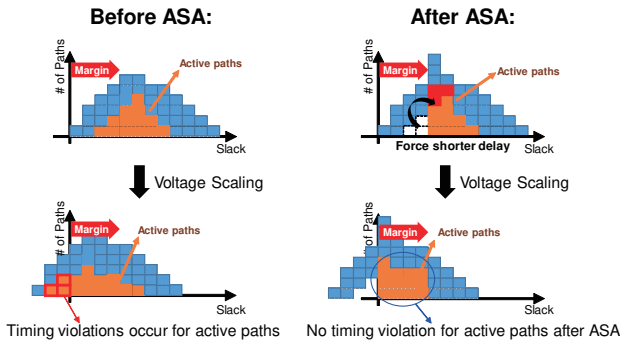 Before ASA:
After ASA:
# of Paths
Margin
Active paths
Slack
# of Paths
Margin
Active paths
Force shorter delay
Slack
Voltage Scaling
Voltage Scaling
# of Paths
Margin
Active paths
Slack
# of Paths
Margin
Active paths
Slack
Timing violations occur for active paths
No timing violation for active paths after ASA